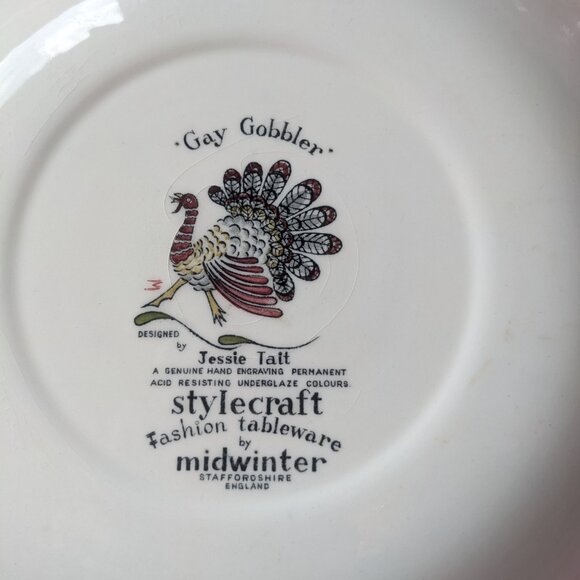 ·Gay Gobbler·
M
DESIGNED
by
Jessie Tait
A GENUINE HAND ENGRAVING PERMANENT
ACID RESISTING UNDERGLAZE COLOURS.
stylecraft
Fashion tableware
by
midwinter
STAFFORDSHIRE
ENGLAND